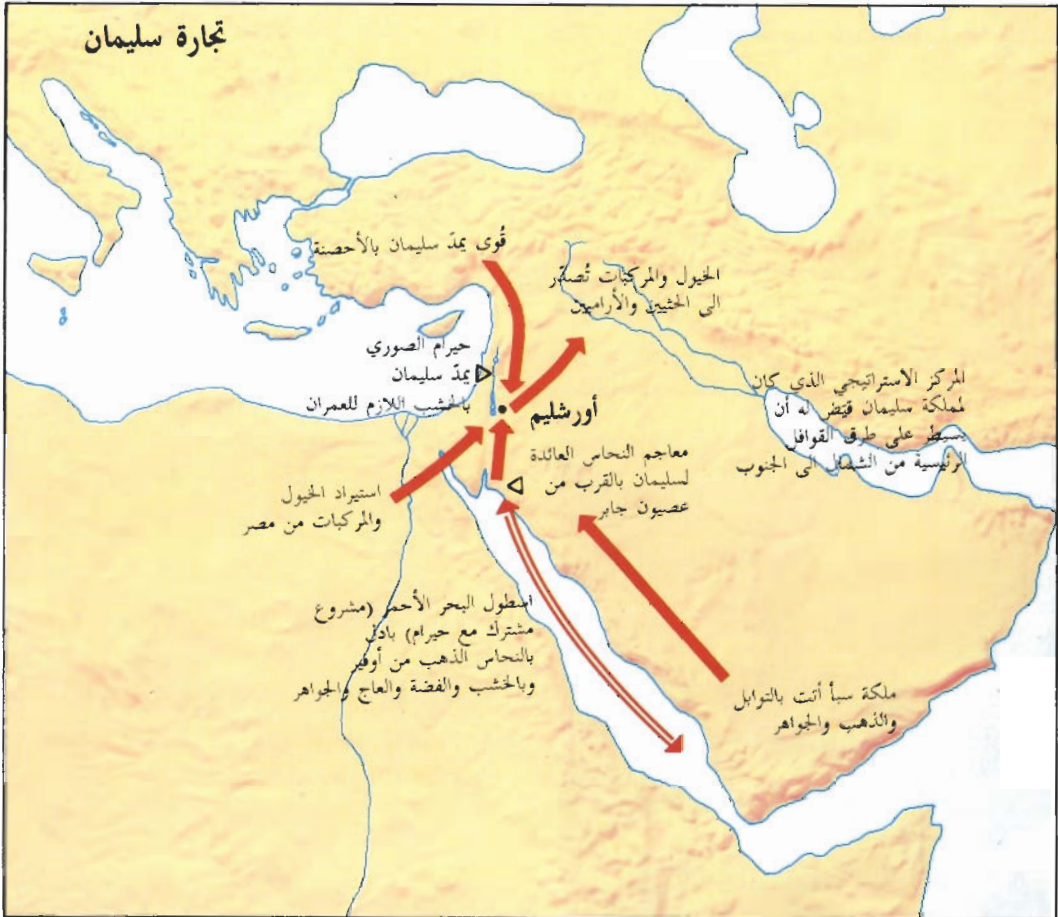 تجارة سليمان
قُوى يمدّ سليمان بالأحصنة
الخيول والمركبات تُصدّر
الى الحثيين والأراميين
حيرام الصوري
يمدّ سليمان
بالخشب اللازم للعمران
أورشليم
المركز الاستراتيجي الذي كان
لمملكة سليمان قيّض له أن
يسيطر على طرق القوافل
الرئيسية من الشمال الى الجنوب
معاجم النحاس العائدة
لسليمان بالقرب من
عصيون جابر
استيراد الخيول
والمركبات من مصر
اسطول البحر الأحمر (مشروع
مشترك مع حيرام) بادل
بالنحاس الذهب من أوفير
وبالخشب والفضة والعاج والجواهر
ملكة سبأ أتت بالتوابل
والذهب والجواهر